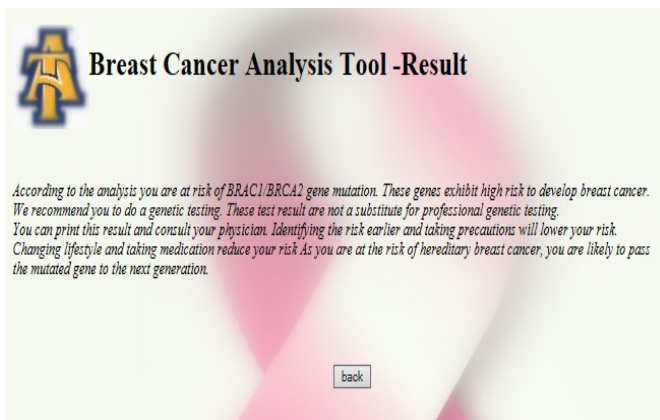 AT
Breast Cancer Analysis Tool -Result
According to the analysis you are at risk of BRAC1/BRCA2 gene mutation. These genes exhibit high risk to develop breast cancer.
We recommend you to do a genetic testing. These test result are not a substitute for professional genetic testing.
You can print this result and consult your physician. Identifying the risk earlier and taking precautions will lower your risk.
Changing lifestyle and taking medication reduce your risk As you are at the risk of hereditary breast cancer, you are likely to pass
the mutated gene to the next generation.
back